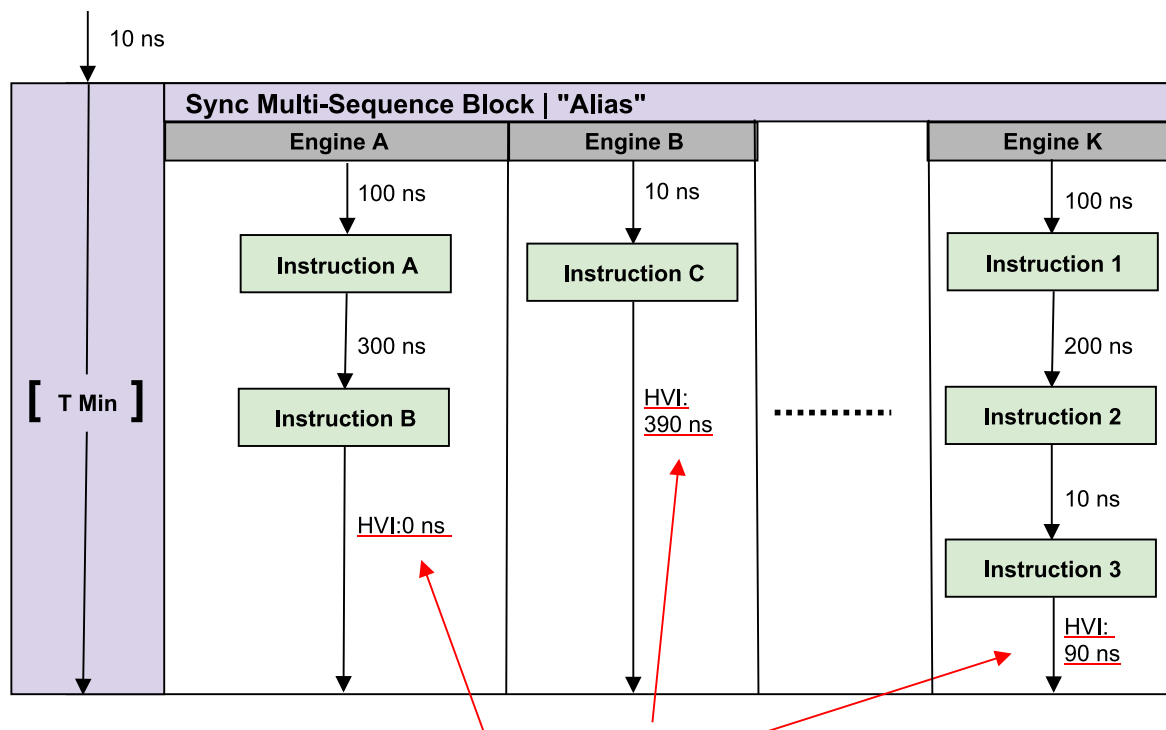 10 ns
Sync Multi-Sequence Block | "Alias"
Engine A
Engine B
Engine K
100 ns
10 ns
100 ns
Instruction A
Instruction C
Instruction 1
300 ns
200 ns
[ T Min ]
Instruction B
HVI:
390 ns
Instruction 2
HVI:0 ns
10 ns
Instruction 3
HVI:
90 ns